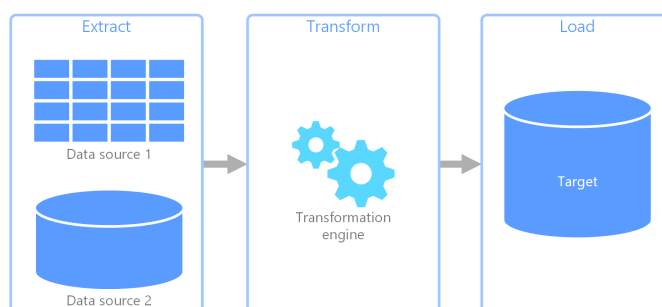 Extract
Transform
Load
Data source 1
Data source 2
Transformation
engine
Target